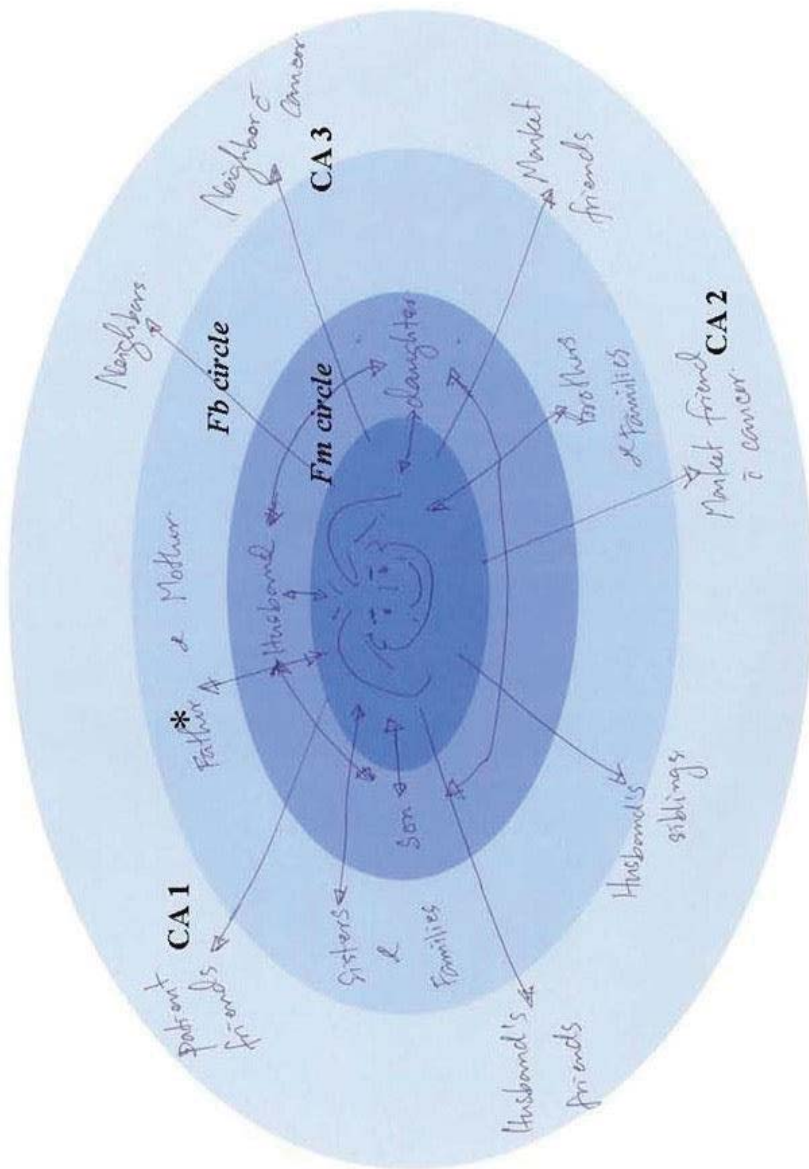 Patient
friends
CA 1
Father
*
& Mother
Neighbors
Fb circle
Neighbor c̄
cancer
CA 3
Husband
Fm circle
Sisters
&
Families
Son
daughter
Market
friends
brothers
& Families
Husband's
friends
Husband's
siblings
Market friend
c̄ cancer
CA 2